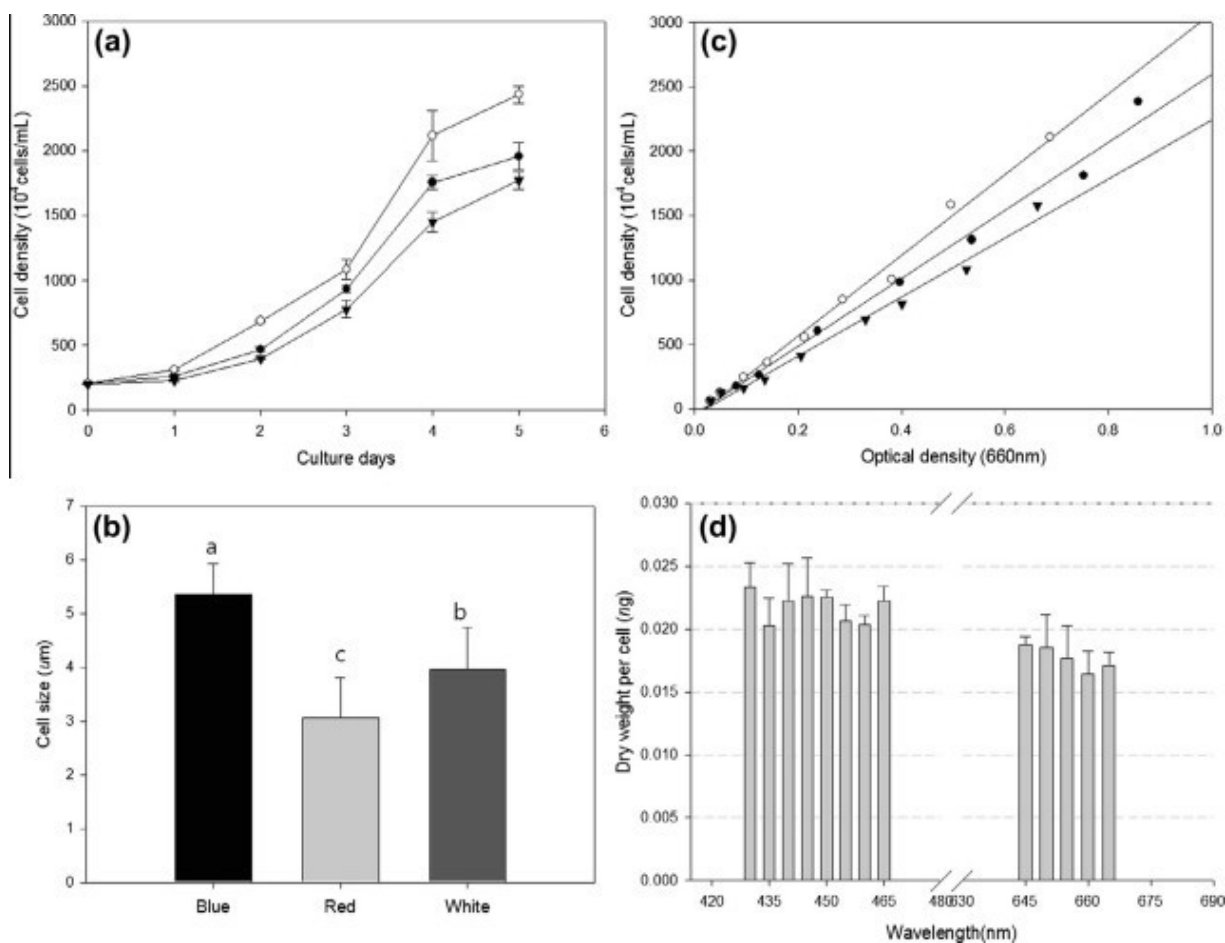 (a)
3000
2500
2000
1500
1000
500
0
Cell density (10⁴cells/mL)
0 1 2 3 4 5 6
Culture days
(c)
3000
2500
2000
1500
1000
500
0
Cell density (10⁴cells/mL)
0.0 0.2 0.4 0.6 0.8 1.0
Optical density (660nm)
(b)
7
6
5
4
3
2
1
0
Cell size (um)
a
c
b
Blue Red White
(d)
0.030
0.025
0.020
0.015
0.010
0.005
0.000
Dry weight per cell (ng)
420 435 450 465 480 630 645 660 675 690
Wavelength(nm)